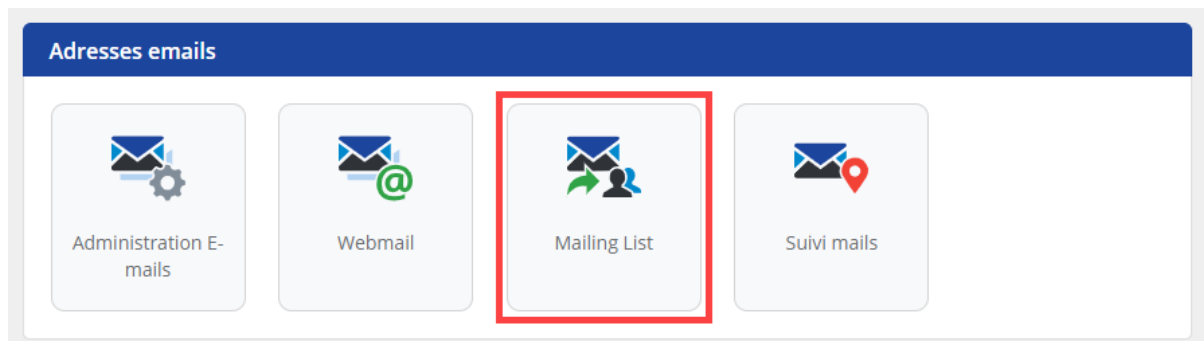 Adresses emails
Administration E-
mails
Webmail
Mailing List
Suivi mails